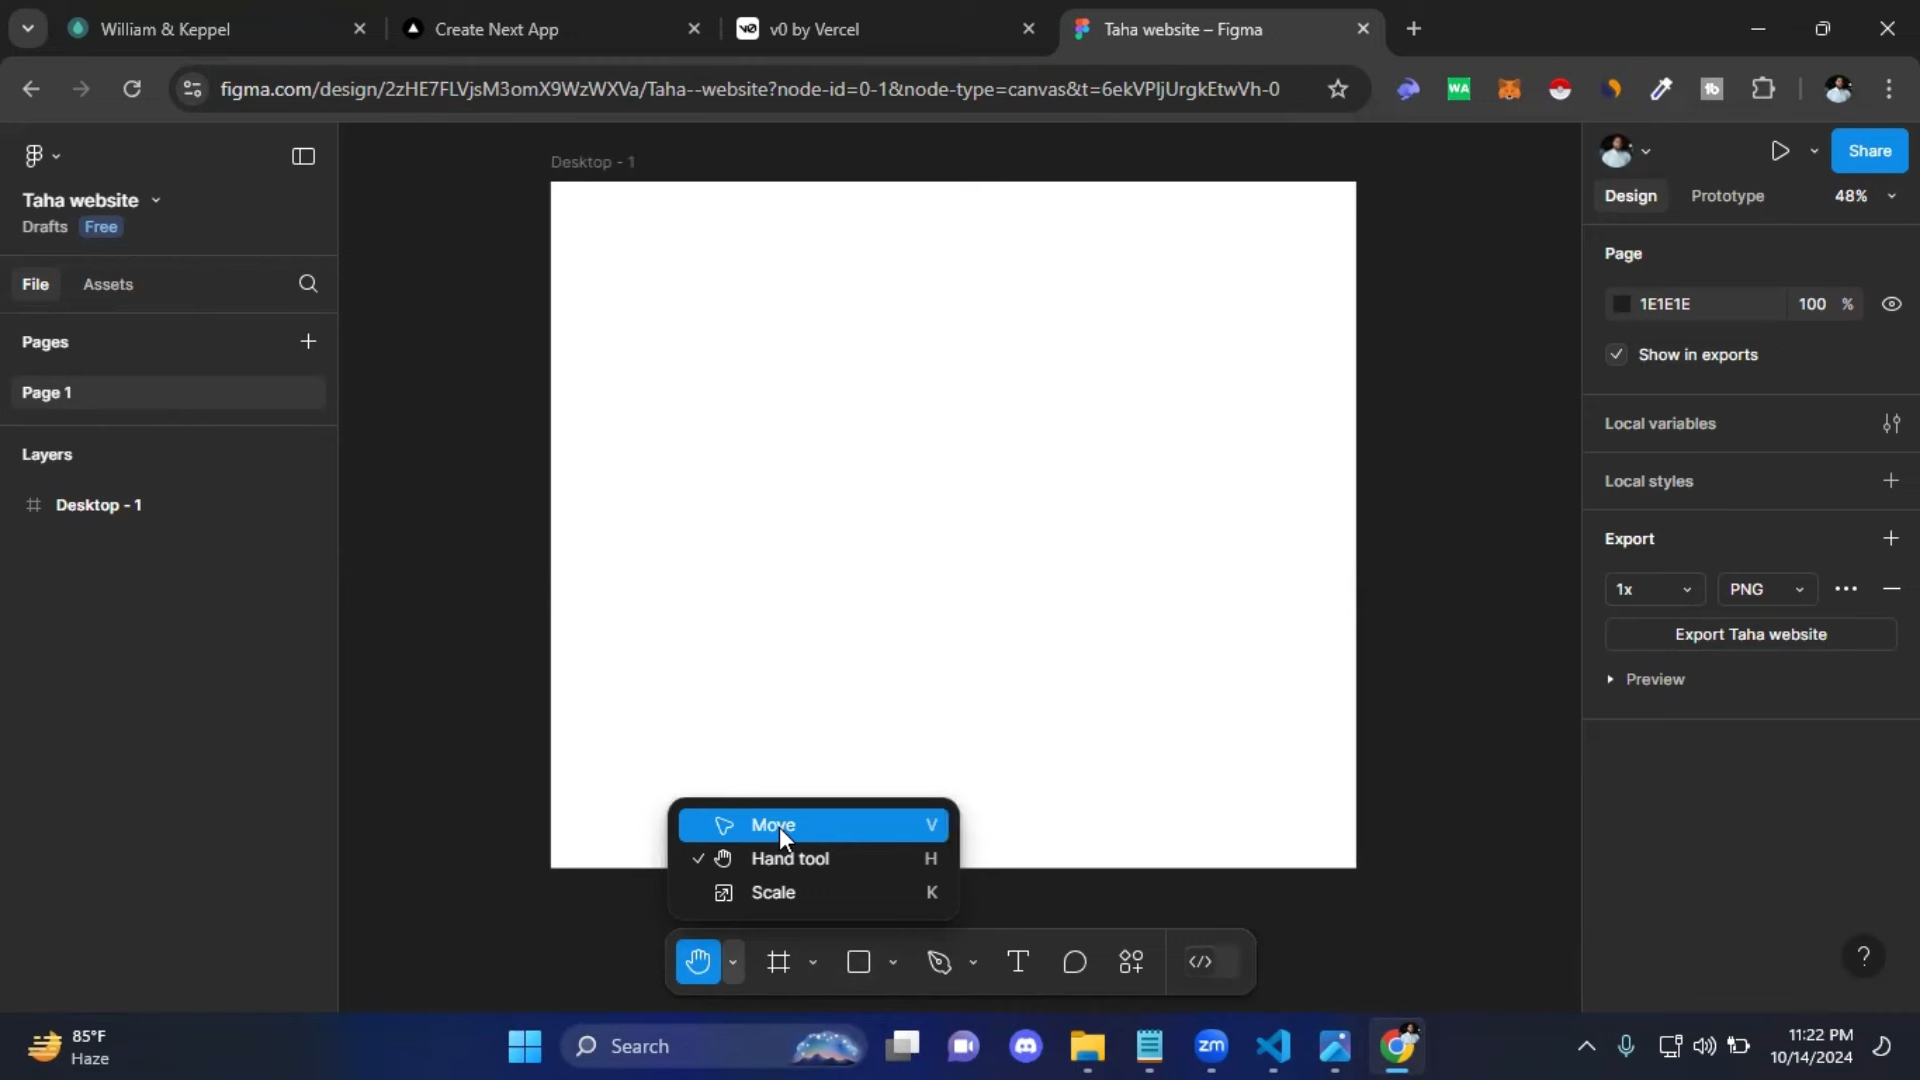 William & Keppel
Create Next App
v0 by Vercel
Taha website – Figma
figma.com/design/2zHE7FLVjsM3omX9WzWXVa/Taha--website?node-id=0-1&node-type=canvas&t=6ekVPljUrgkEtwVh-0
WA
Taha website
Drafts Free
File Assets
Pages
Page 1
Layers
Desktop - 1
Desktop - 1
Move V
Hand tool H
Scale K
Share
Design Prototype 48%
Page
1E1E1E 100 %
Show in exports
Local variables
Local styles
Export
1x PNG
Export Taha website
Preview
?
85°F
Haze
Search
zm
11:22 PM
10/14/2024